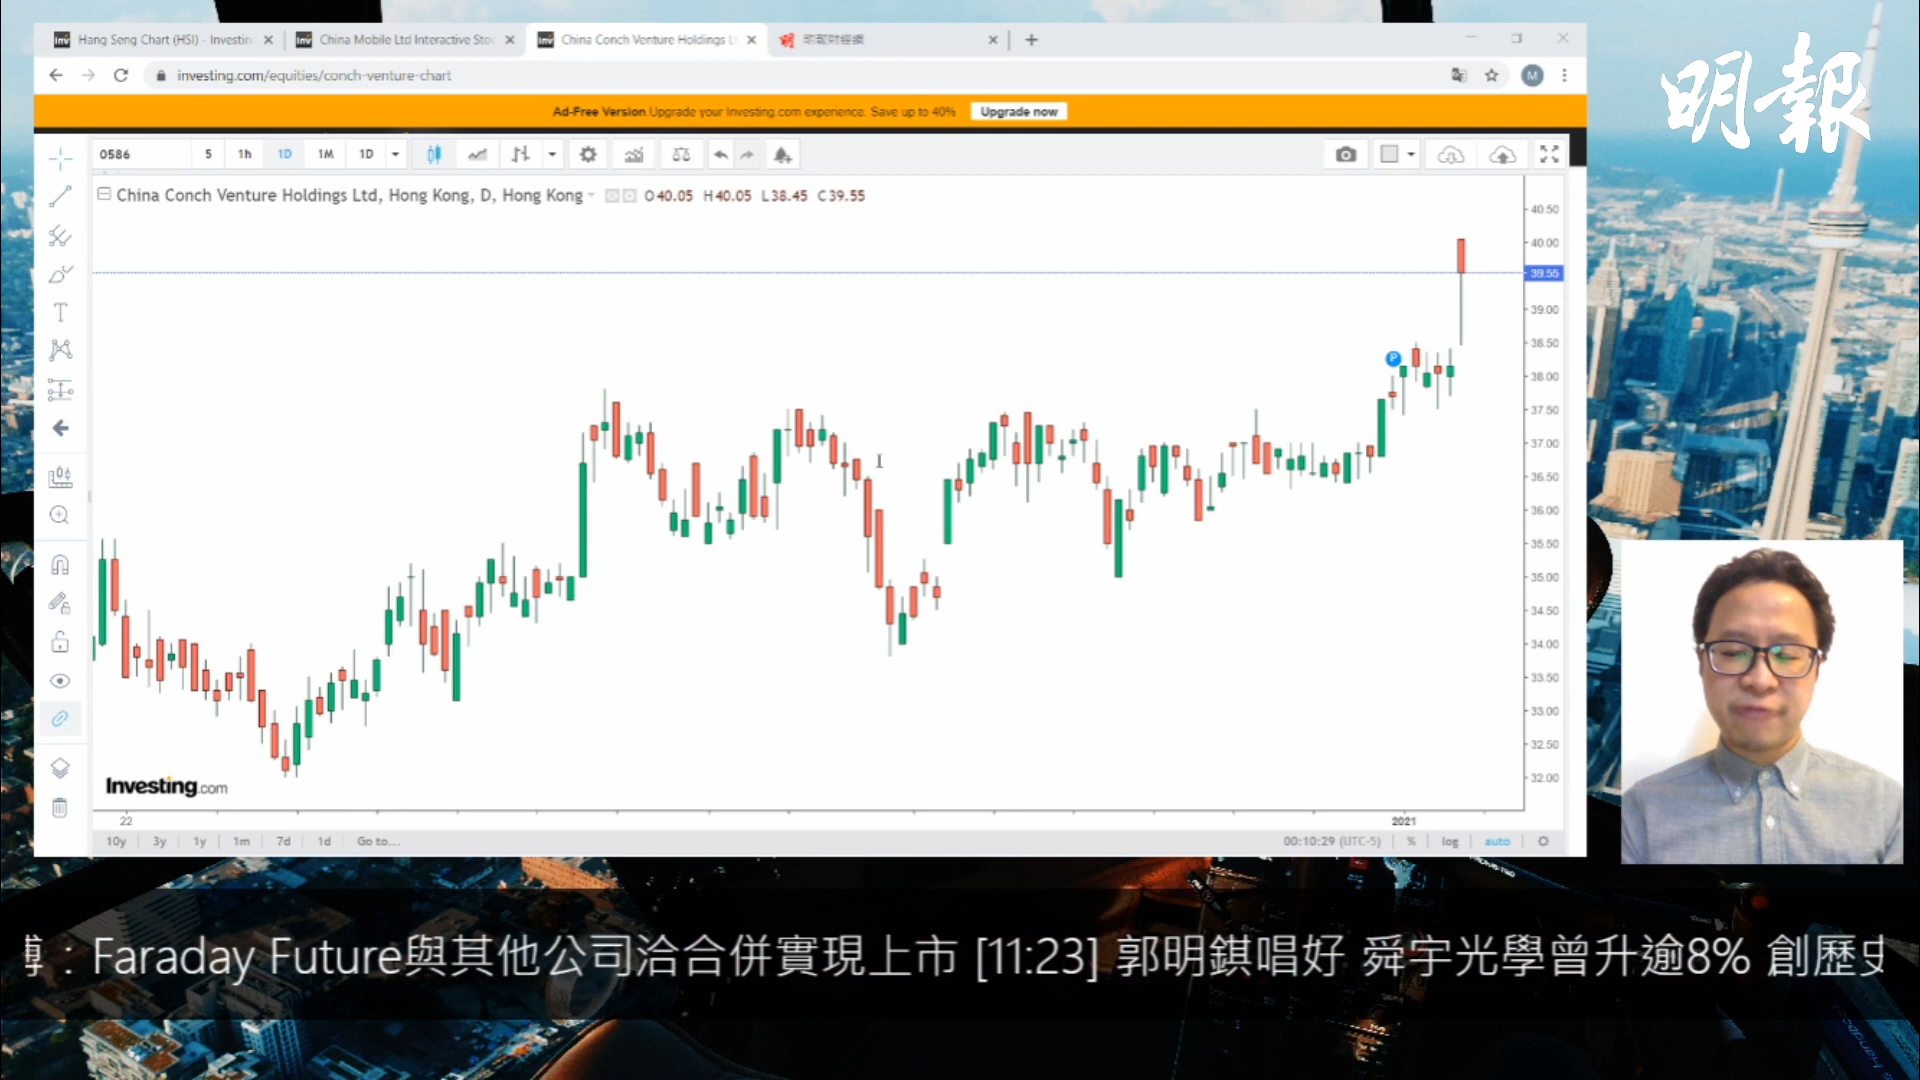 Hang Seng Chart (HSI) - Investin
China Mobile Ltd Interactive Sto
China Conch Venture Holdings L
明報財經網
investing.com/equities/conch-venture-chart
M
明報
Ad-Free Version Upgrade your Investing.com experience. Save up to 40%
Upgrade now
0586
5
1h
1D
1M
1D
China Conch Venture Holdings Ltd, Hong Kong, D, Hong Kong
O40.05 H40.05 L38.45 C39.55
40.50
40.00
39.55
39.00
38.50
P
38.00
37.50
37.00
36.50
36.00
35.50
35.00
34.50
34.00
33.50
33.00
32.50
32.00
Investing.com
22
2021
10y
3y
1y
1m
7d
1d
Go to...
00:10:29 (UTC-5)
%
log
auto
：Faraday Future與其他公司洽合併實現上市 [11:23] 郭明錤唱好 舜宇光學曾升逾8% 創歷